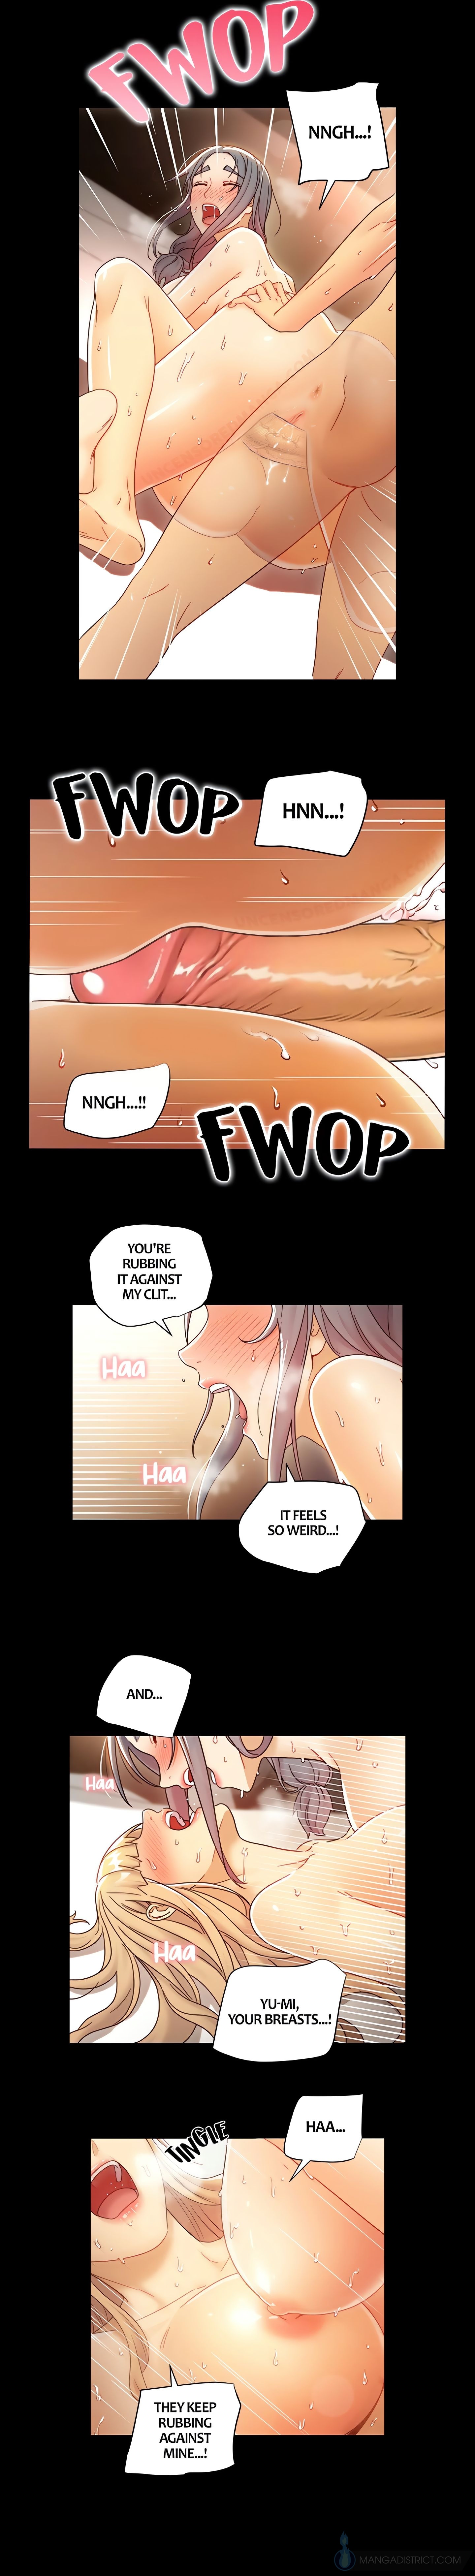 FWOP
NNGH...!
FWOP
HNN...!
NNGH...!!
FWOP
YOU'RE
RUBBING
IT AGAINST
MY CLIT...
Haa
Haa
IT FEELS
SO WEIRD...!
AND...
Haa
Haa
YU-MI,
YOUR BREASTS...!
TINGLE
HAA...
THEY KEEP
RUBBING
AGAINST
MINE...!
MANGADISTRICT.COM